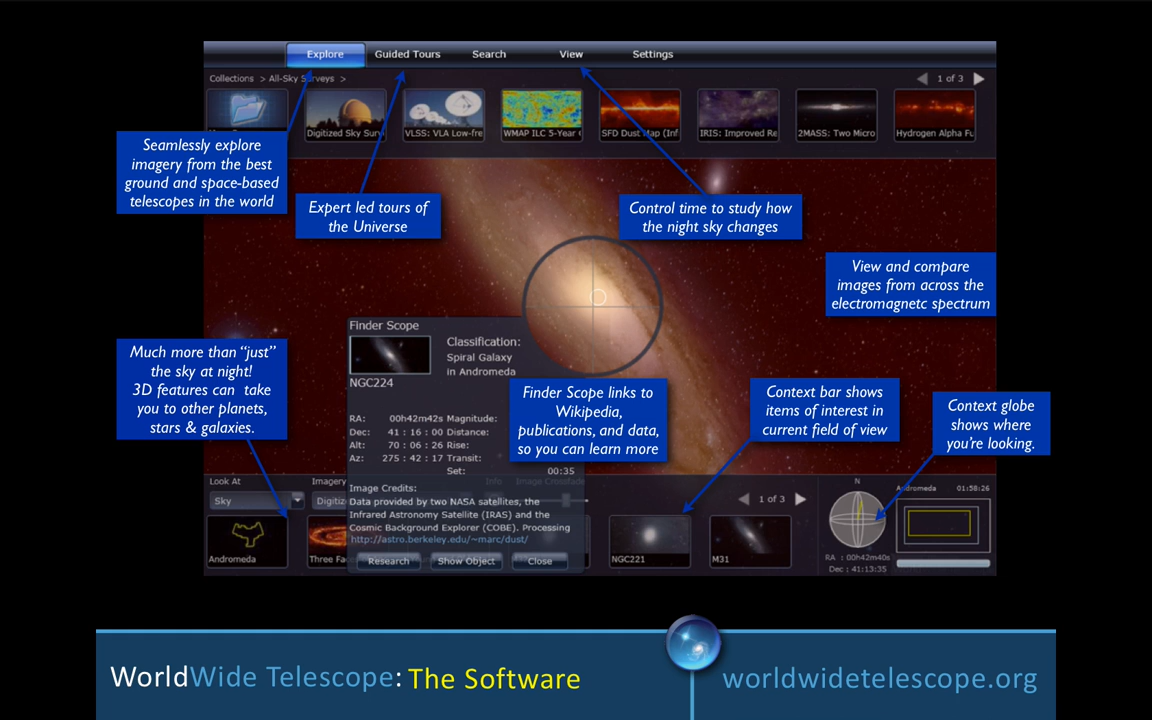 Explore
Guided Tours
Search
View
Settings
Collections > All-Sky Surveys >
1 of 3
Digitized Sky Surv
VLSS: VLA Low-fre
WMAP ILC 5-Year
SFD Dust Map (Inf
IRIS: Improved Re
2MASS: Two Micro
Hydrogen Alpha Fu
Seamlessly explore
imagery from the best
ground and space-based
telescopes in the world
Expert led tours of
the Universe
Control time to study how
the night sky changes
View and compare
images from across the
electromagnetc spectrum
Finder Scope
Classification:
Spiral Galaxy
in Andromeda
NGC224
RA: 00h42m42s Magnitude:
Dec: 41 : 16 : 00 Distance:
Alt: 70 : 06 : 26 Rise:
Az: 275 : 42 : 17 Transit:
Set: 00:35
Image Credits:
Data provided by two NASA satellites, the
Infrared Astronomy Satellite (IRAS) and the
Cosmic Background Explorer (COBE). Processing
http://astro.berkeley.edu/~marc/dust/
Research
Show Object
Close
Much more than “just”
the sky at night!
3D features can take
you to other planets,
stars & galaxies.
Finder Scope links to
Wikipedia,
publications, and data,
so you can learn more
Context bar shows
items of interest in
current field of view
Context globe
shows where
you’re looking.
Look At
Imagery
Info
Image Crossfade
Sky
Digitiz
1 of 3
Andromeda
Three Fa
NGC221
M31
N
Andromeda 01:58:26
RA : 00h42m40s
Dec : 41:13:35
WorldWide Telescope: The Software
worldwidetelescope.org